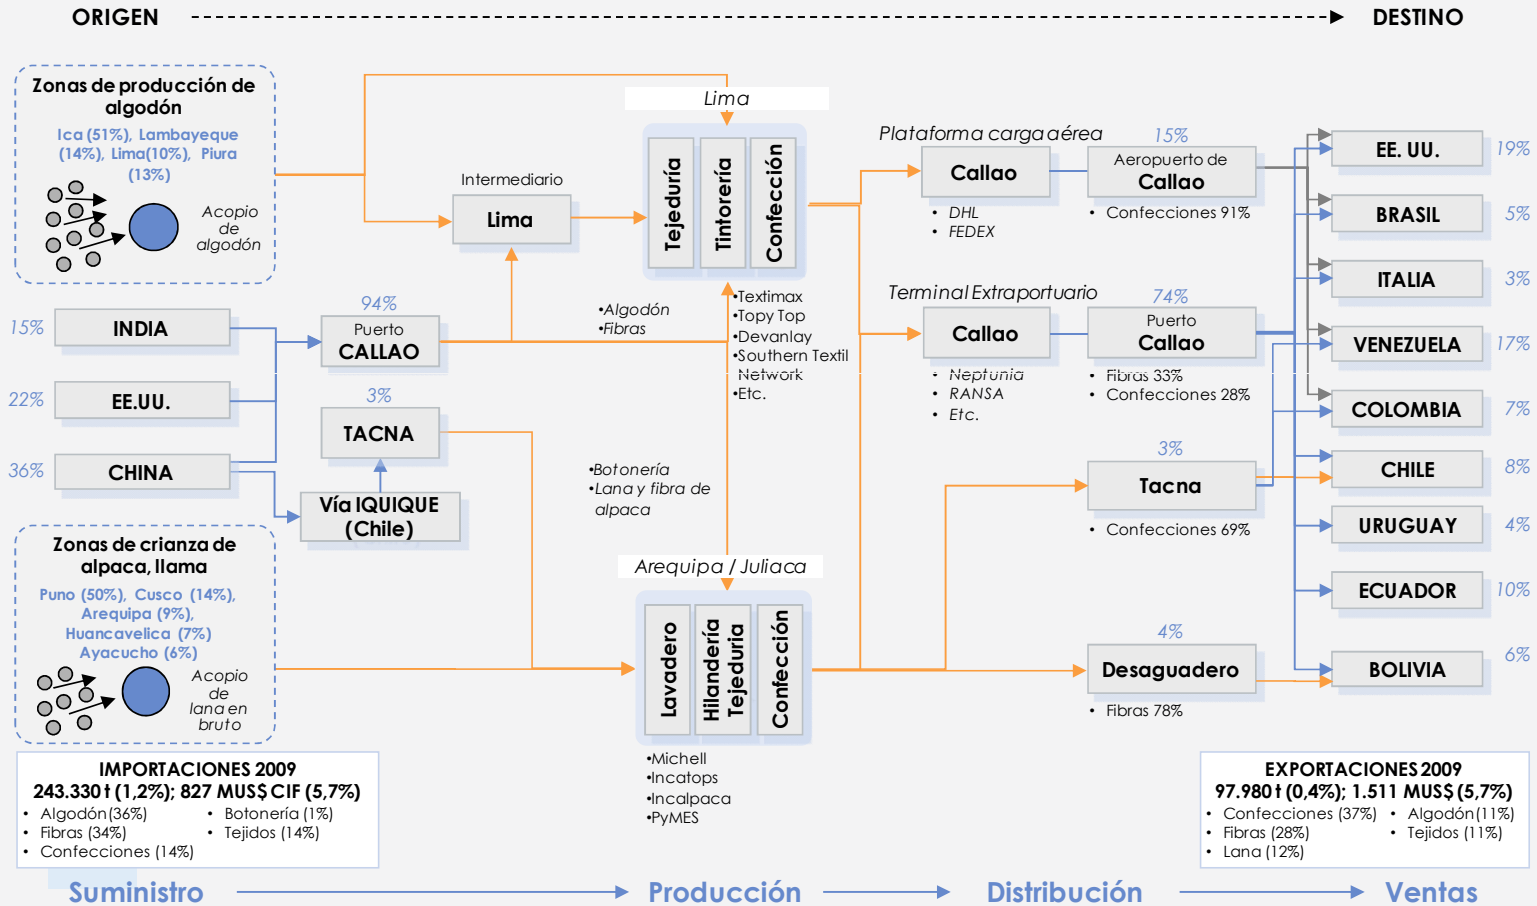 ORIGEN
DESTINO
Zonas de producción de
algodón
Ica (51%), Lambayeque
(14%), Lima(10%), Piura
(13%)
Acopio
de
algodón
15%
INDIA
22%
EE.UU.
36%
CHINA
94%
Puerto
CALLAO
3%
TACNA
Vía IQUIQUE
(Chile)
Zonas de crianza de
alpaca, llama
Puno (50%), Cusco (14%),
Arequipa (9%),
Huancavelica (7%)
Ayacucho (6%)
Acopio
de
lana en
bruto
Intermediario
Lima
•Algodón
•Fibras
•Botonería
•Lana y fibra de
alpaca
Lima
Tejeduría
Tintorería
Confección
•Textimax
•Topy Top
•Devanlay
•Southern Textil
Network
•Etc.
Arequipa / Juliaca
Lavadero
Hilandería
Tejeduria
Confección
•Michell
•Incatops
•Incalpaca
•PyMES
Plataforma carga aérea
Callao
• DHL
• FEDEX
15%
Aeropuerto de
Callao
• Confecciones 91%
Terminal Extraportuario
Callao
• Neptunia
• RANSA
• Etc.
74%
Puerto
Callao
• Fibras 33%
• Confecciones 28%
3%
Tacna
• Confecciones 69%
4%
Desaguadero
• Fibras 78%
EE. UU.
19%
BRASIL
5%
ITALIA
3%
VENEZUELA
17%
COLOMBIA
7%
CHILE
8%
URUGUAY
4%
ECUADOR
10%
BOLIVIA
6%
IMPORTACIONES 2009
243.330 t (1,2%); 827 MUS$ CIF (5,7%)
• Algodón (36%)
• Fibras (34%)
• Confecciones (14%)
• Botonería (1%)
• Tejidos (14%)
EXPORTACIONES 2009
97.980 t (0,4%); 1.511 MUS$ (5,7%)
• Confecciones (37%)
• Fibras (28%)
• Lana (12%)
• Algodón (11%)
• Tejidos (11%)
Suministro
Producción
Distribución
Ventas